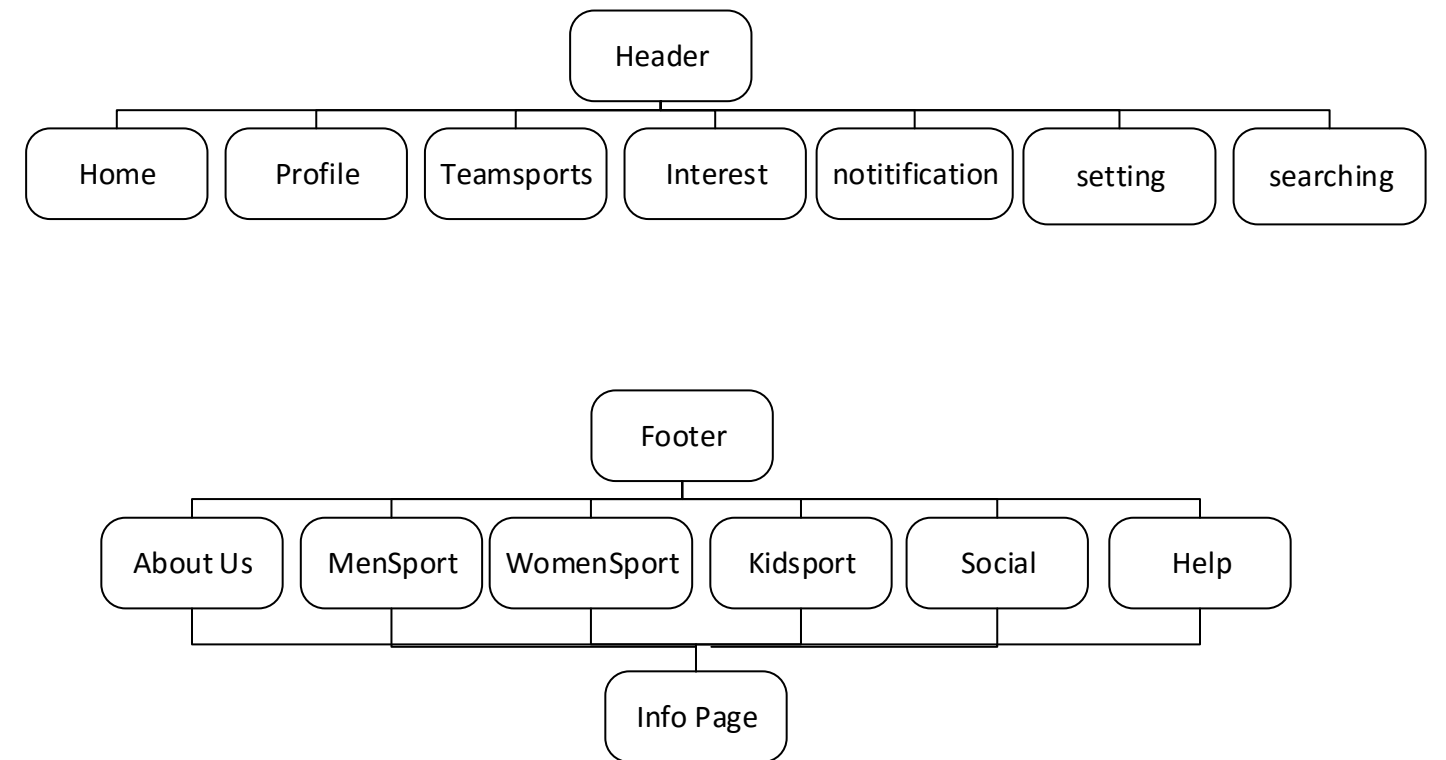 Header
Home
Profile
Teamsports
Interest
notitification
setting
searching
Footer
About Us
MenSport
WomenSport
Kidsport
Social
Help
Info Page